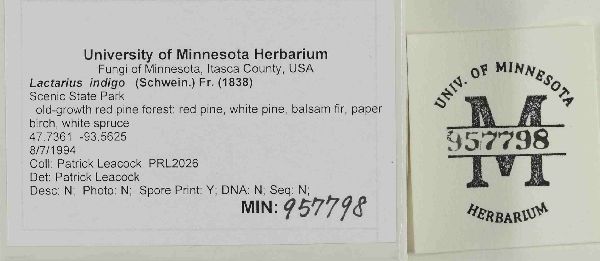 University of Minnesota Herbarium
Fungi of Minnesota, Itasca County, USA
Lactarius indigo (Schwein.) Fr. (1838)
Scenic State Park
old-growth red pine forest: red pine, white pine, balsam fir, paper
birch, white spruce
47.7361 -93.5625
8/7/1994
Coll: Patrick Leacock PRL2026
Det: Patrick Leacock
Desc: N; Photo: N; Spore Print: Y; DNA: N; Seq: N;
MIN: 957798
UNIV. OF MINNESOTA
M
957798
HERBARIUM